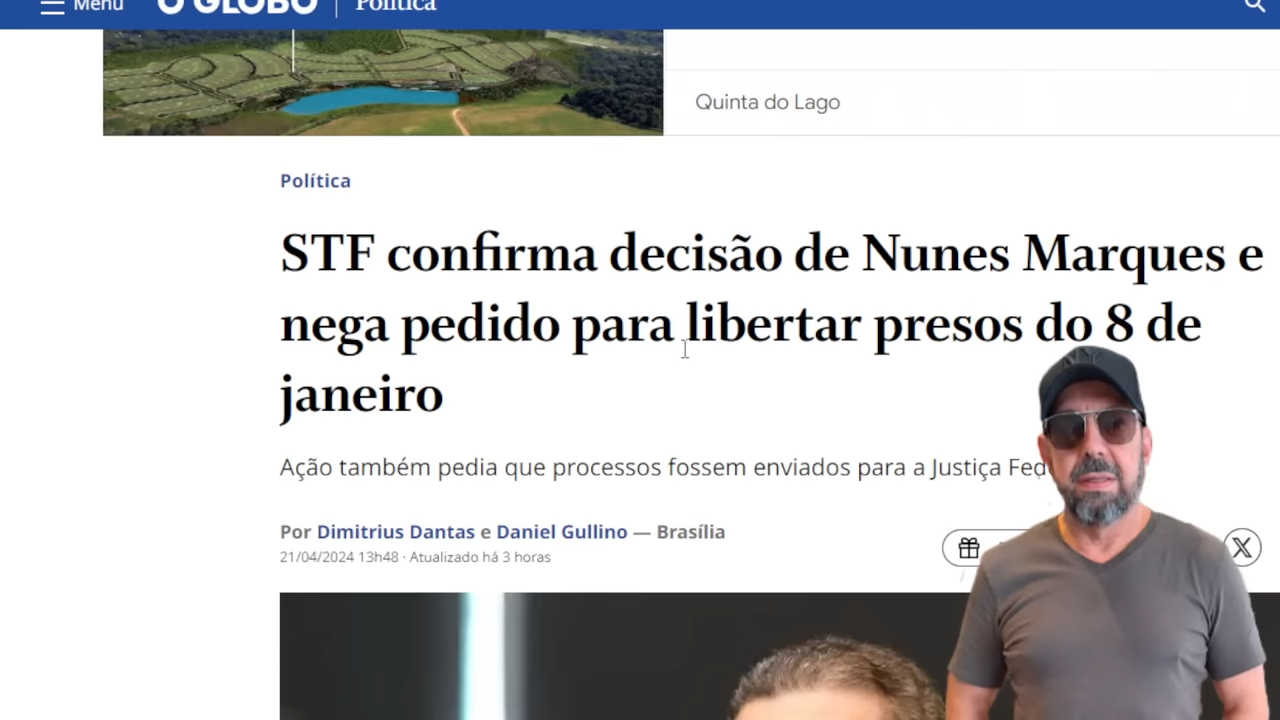 Menu O GLOBO Política
Quinta do Lago
Política
STF confirma decisão de Nunes Marques e
nega pedido para libertar presos do 8 de
janeiro
Ação também pedia que processos fossem enviados para a Justiça
Por Dimitrius Dantas e Daniel Gullino — Brasília
21/04/2024 13h48 · Atualizado há 3 horas